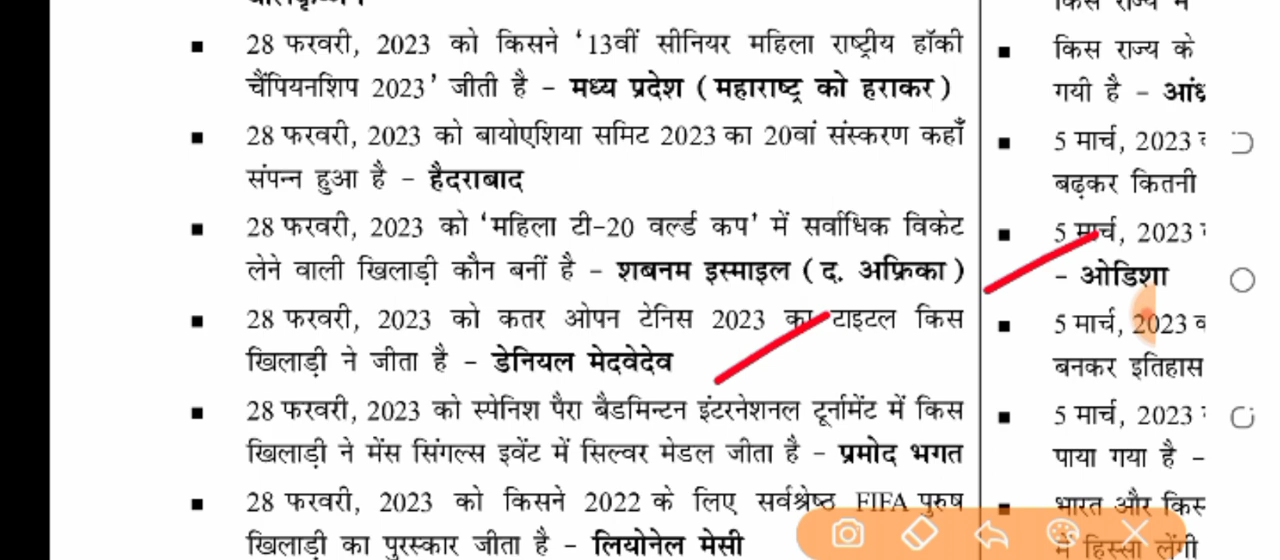 ■ 28 फरवरी, 2023 को किसने ‘13वीं सीनियर महिला राष्ट्रीय हॉकी
चैंपियनशिप 2023’ जीती है – मध्य प्रदेश (महाराष्ट्र को हराकर)
■ 28 फरवरी, 2023 को बायोएशिया समिट 2023 का 20वां संस्करण कहाँ
संपन्न हुआ है – हैदराबाद
■ 28 फरवरी, 2023 को ‘महिला टी-20 वर्ल्ड कप’ में सर्वाधिक विकेट
लेने वाली खिलाड़ी कौन बनीं है – शबनम इस्माइल (द. अफ्रिका)
■ 28 फरवरी, 2023 को कतर ओपन टेनिस 2023 का टाइटल किस
खिलाड़ी ने जीता है – डेनियल मेदवेदेव
■ 28 फरवरी, 2023 को स्पेनिश पैरा बैडमिन्टन इंटरनेशनल टूर्नामेंट में किस
खिलाड़ी ने मेंस सिंगल्स इवेंट में सिल्वर मेडल जीता है – प्रमोद भगत
■ 28 फरवरी, 2023 को किसने 2022 के लिए सर्वश्रेष्ठ FIFA पुरुष
खिलाड़ी का पुरस्कार जीता है – लियोनेल मेसी
■ किस राज्य के
गयी है –
■ 5 मार्च, 2023
बढ़कर कितनी
■ 5 मार्च, 2023
– ओडिशा
■ 5 मार्च, 2023
बनकर इतिहास
■ 5 मार्च, 2023
पाया गया है –
■ भारत और
में हिस्सा लेंगी